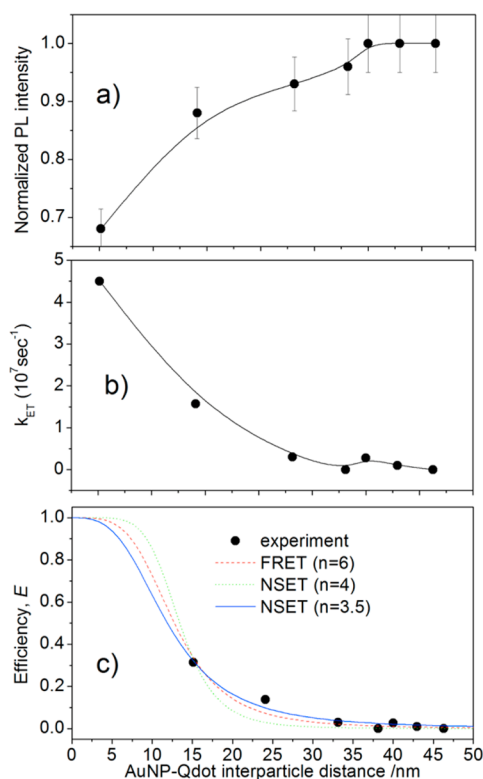 1.0
0.9
0.8
0.7
Normalized PL intensity
a)
5
4
3
2
1
0
k_ET (10^7 sec^-1)
b)
1.0
0.8
0.6
0.4
0.2
0.0
Efficiency, E
experiment
FRET (n=6)
NSET (n=4)
NSET (n=3.5)
c)
0 5 10 15 20 25 30 35 40 45 50
AuNP-Qdot interparticle distance /nm